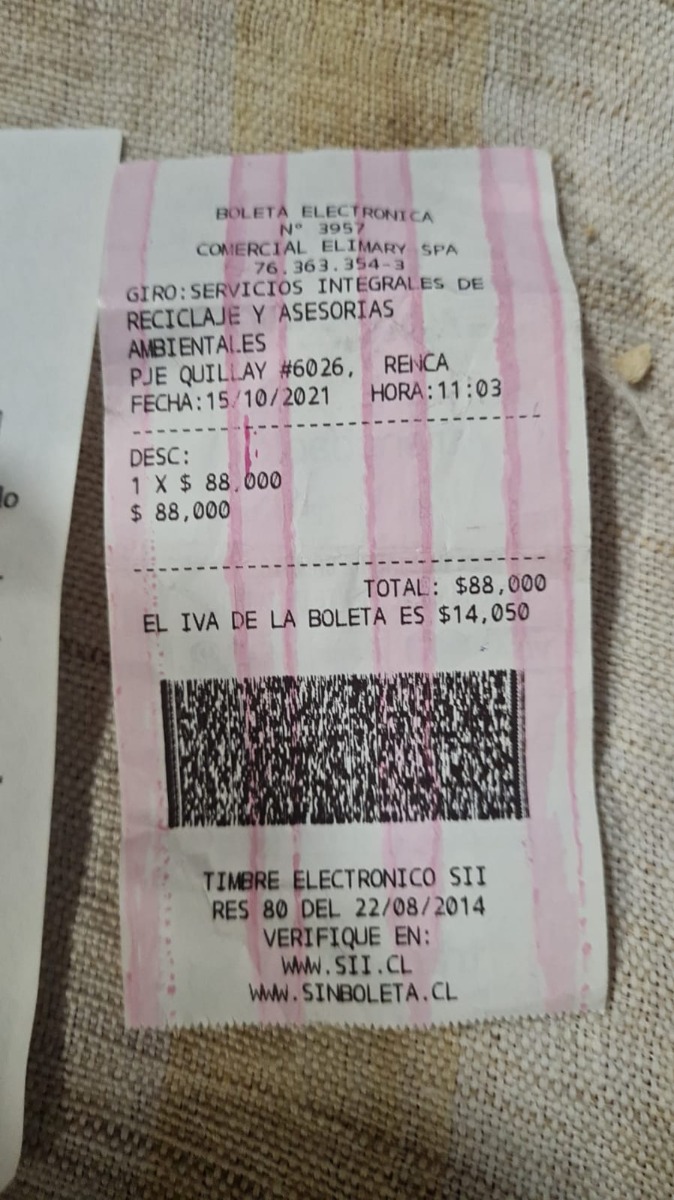 BOLETA ELECTRONICA
N° 3957
COMERCIAL ELIMARY SPA
76.363.354-3
GIRO:SERVICIOS INTEGRALES DE
RECICLAJE Y ASESORIAS
AMBIENTALES
PJE QUILLAY #6026, RENCA
FECHA:15/10/2021 HORA:11:03
DESC:
1 X $ 88.000
$ 88,000
TOTAL: $88,000
EL IVA DE LA BOLETA ES $14,050
TIMBRE ELECTRONICO SII
RES 80 DEL 22/08/2014
VERIFIQUE EN:
WWW.SII.CL
WWW.SINBOLETA.CL
lo